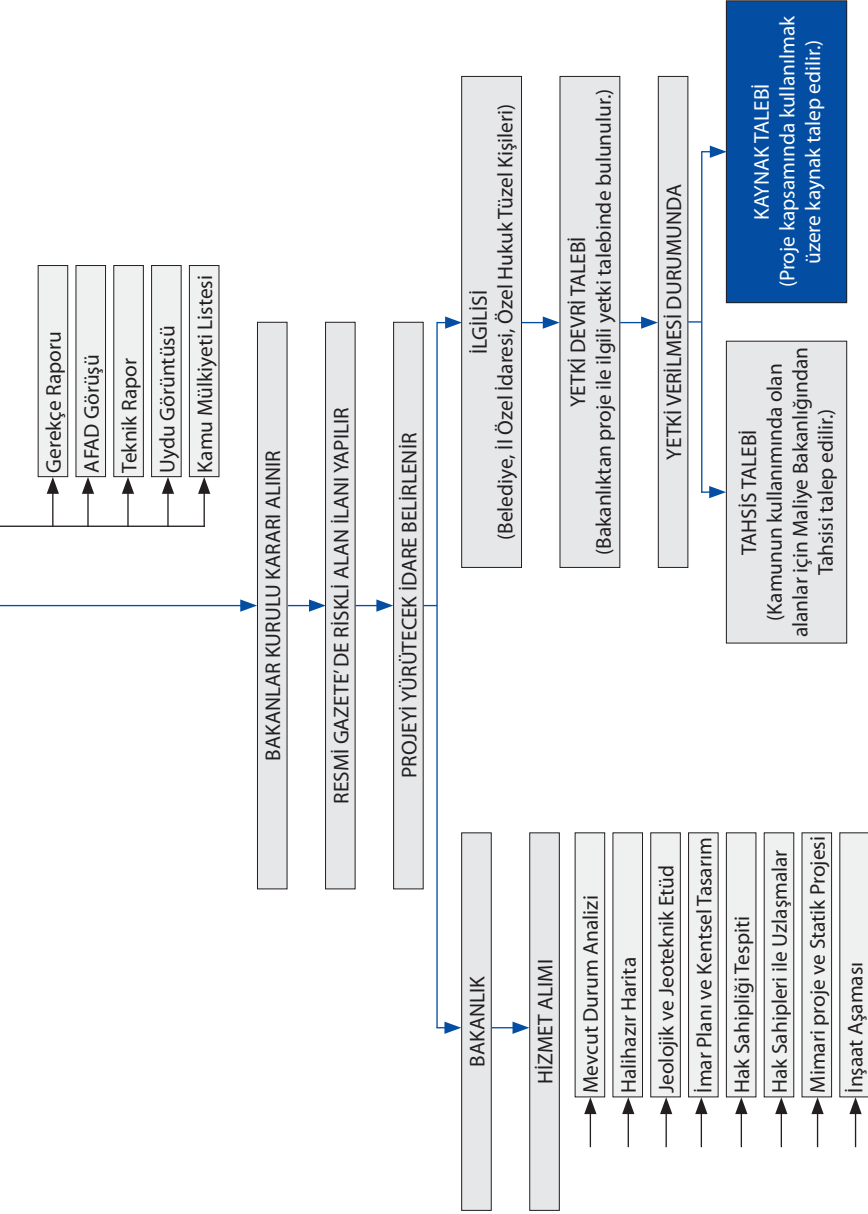 Gerekçe Raporu
AFAD Görüşü
Teknik Rapor
Uydu Görüntüsü
Kamu Mülkiyeti Listesi
BAKANLAR KURULU KARARI ALINIR
RESMİ GAZETE'DE RİSKLİ ALAN İLANI YAPILIR
PROJEYİ YÜRÜTECEK İDARE BELİRLENİR
BAKANLIK
HİZMET ALIMI
Mevcut Durum Analizi
Halihazır Harita
Jeolojik ve Jeoteknik Etüd
İmar Planı ve Kentsel Tasarım
Hak Sahipliği Tespiti
Hak Sahipleri ile Uzlaşmalar
Mimari proje ve Statik Projesi
İnşaat Aşaması
İLGİLİSİ
(Belediye, İl Özel İdaresi, Özel Hukuk Tüzel Kişileri)
YETKİ DEVRİ TALEBİ
(Bakanlıktan proje ile ilgili yetki talebinde bulunulur.)
YETKİ VERİLMESİ DURUMUNDA
TAHSİS TALEBİ
(Kamunun kullanımında olan
alanlar için Maliye Bakanlığından
Tahsisi talep edilir.)
KAYNAK TALEBİ
(Proje kapsamında kullanılmak
üzere kaynak talep edilir.)